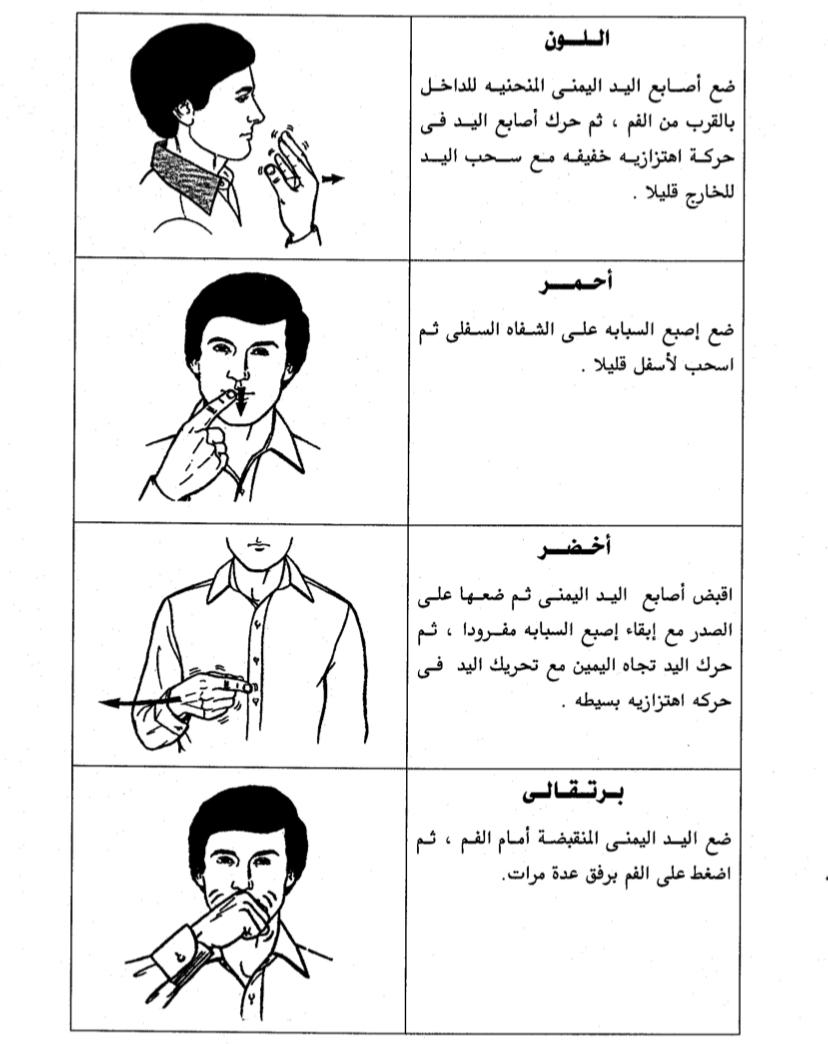 اللون
ضع أصابع اليد اليمنى المنحنيه للداخل
بالقرب من الفم ، ثم حرك أصابع اليد فى
حركة اهتزازيه خفيفه مع سحب اليد
للخارج قليلا .
أحمر
ضع إصبع السبابه على الشفاه السفلى ثم
اسحب لأسفل قليلا .
أخضر
اقبض أصابع اليد اليمنى ثم ضعها على
الصدر مع إبقاء إصبع السبابه مفرودا ، ثم
حرك اليد تجاه اليمين مع تحريك اليد فى
حركه اهتزازيه بسيطه .
برتقالى
ضع اليد اليمنى المنقبضة أمام الفم ، ثم
اضغط على الفم برفق عدة مرات.